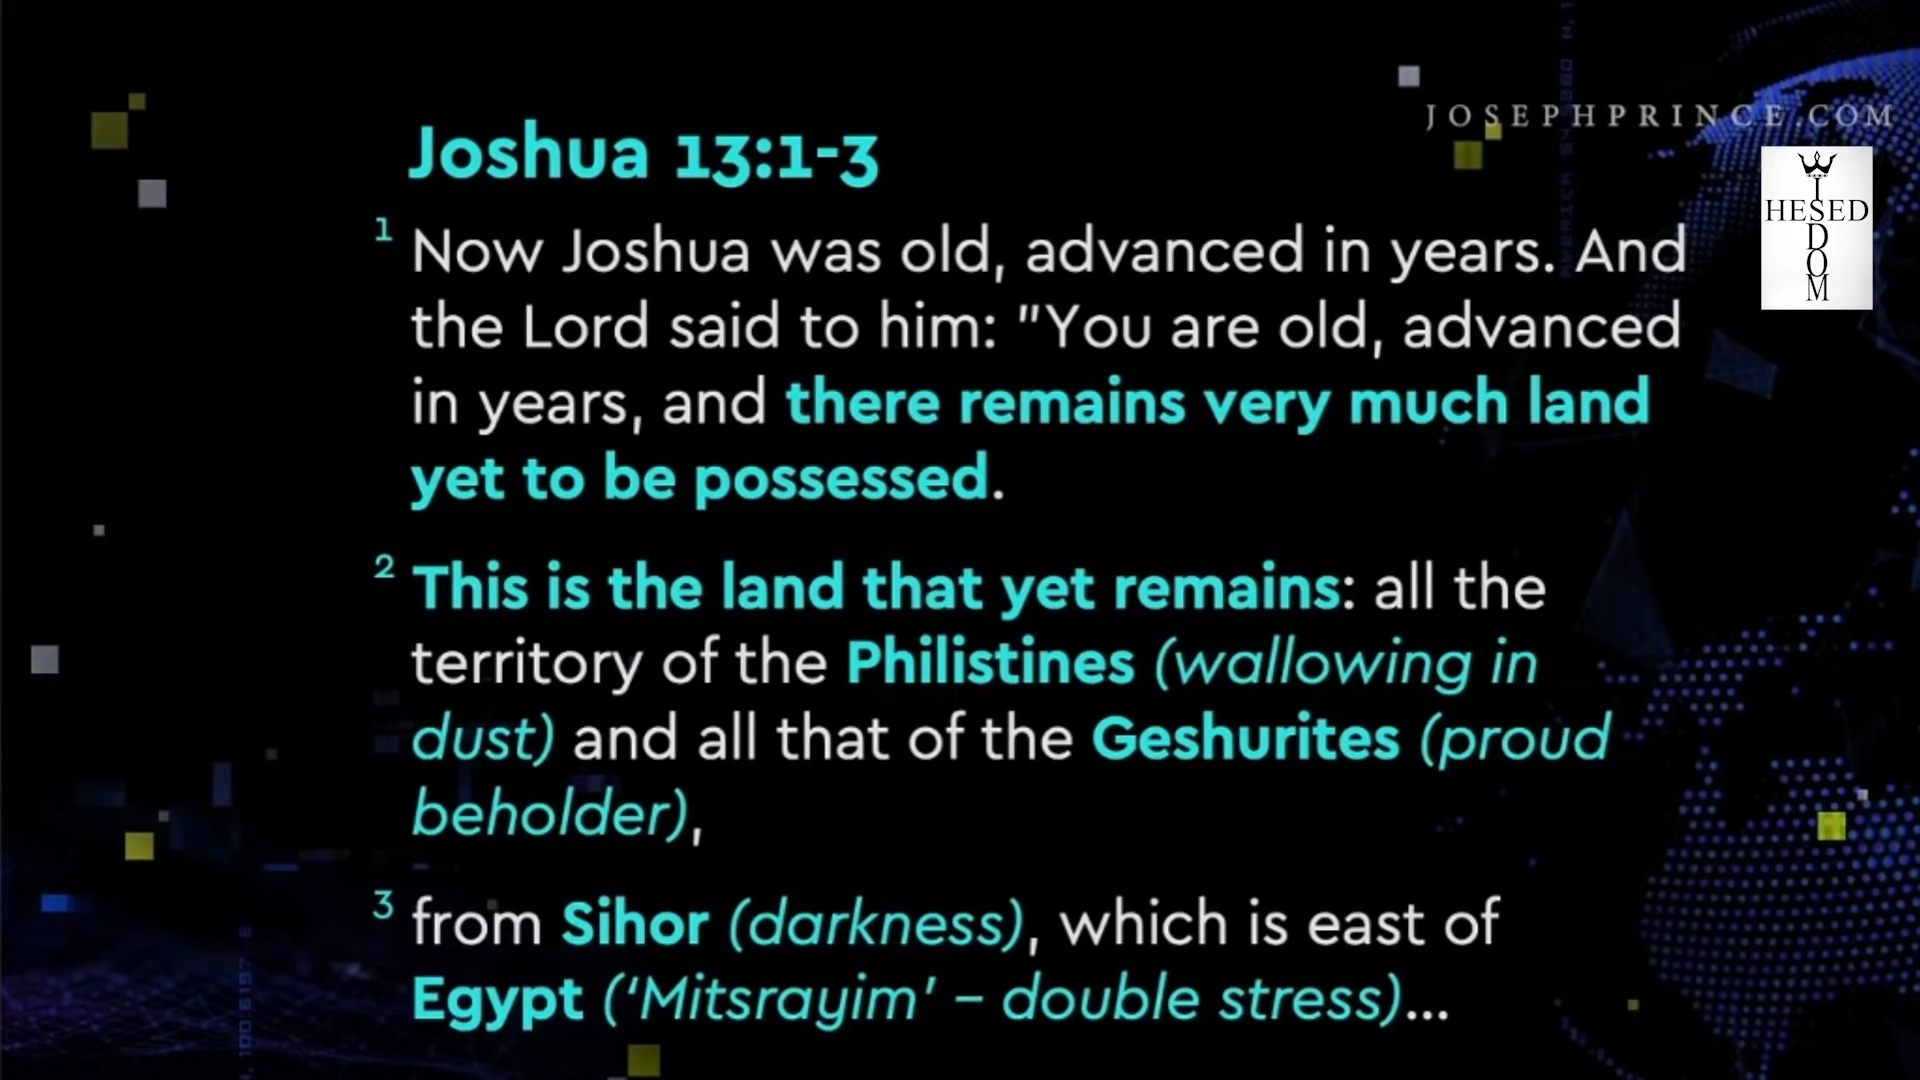 JOSEPHPRINCE.COM
I
HESED
D
O
M
Joshua 13:1-3
1 Now Joshua was old, advanced in years. And
the Lord said to him: "You are old, advanced
in years, and there remains very much land
yet to be possessed.
2 This is the land that yet remains: all the
territory of the Philistines (wallowing in
dust) and all that of the Geshurites (proud
beholder),
3 from Sihor (darkness), which is east of
Egypt (‘Mitsrayim’ – double stress)...